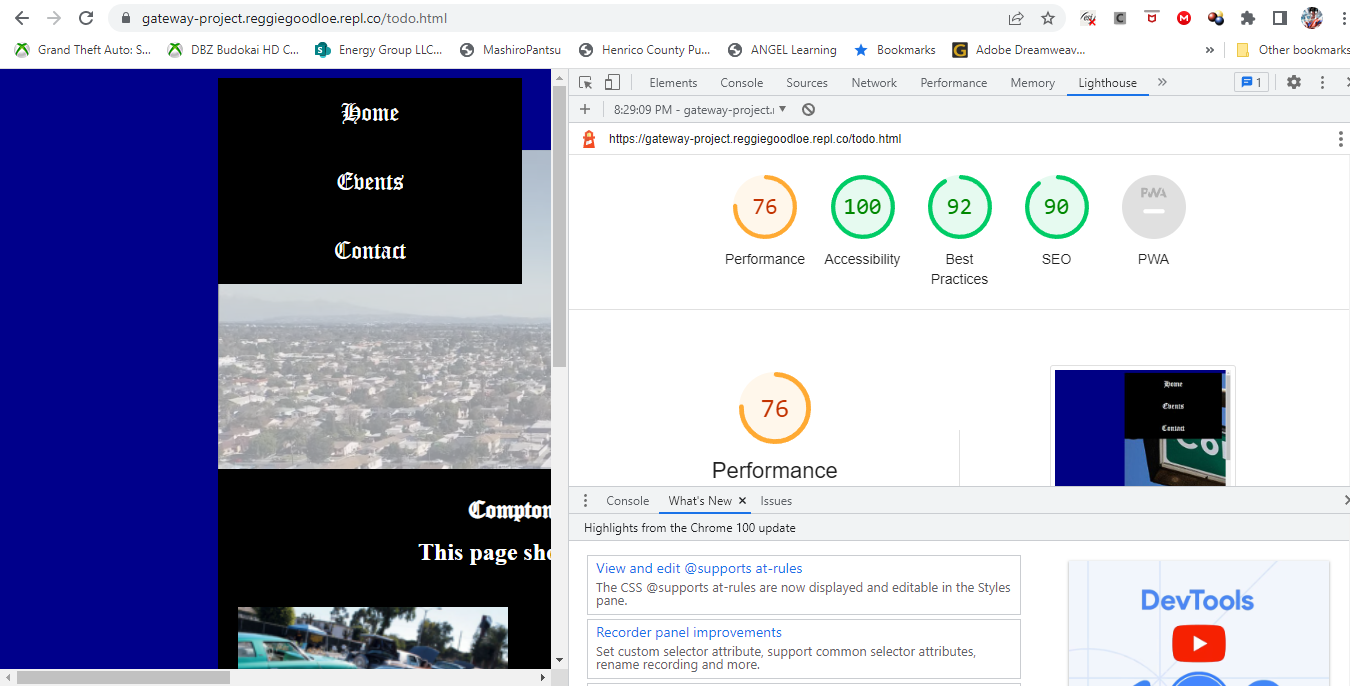 gateway-project.reggiegoodloe.repl.co/todo.html
Grand Theft Auto: S...
DBZ Budokai HD C...
Energy Group LLC...
MashiroPantsu
Henrico County Pu...
ANGEL Learning
Bookmarks
Adobe Dreamweav...
»
Other bookmarks
Home
Events
Contact
Compton
This page sho
Elements
Console
Sources
Network
Performance
Memory
Lighthouse
»
1
8:29:09 PM - gateway-project.
https://gateway-project.reggiegoodloe.repl.co/todo.html
76
100
92
90
PWA
Performance
Accessibility
Best
Practices
SEO
PWA
76
Performance
Home
Events
Contact
Console
What's New
Issues
Highlights from the Chrome 100 update
View and edit @supports at-rules
The CSS @supports at-rules are now displayed and editable in the Styles
pane.
Recorder panel improvements
Set custom selector attribute, support common selector attributes,
rename recording and more.
DevTools